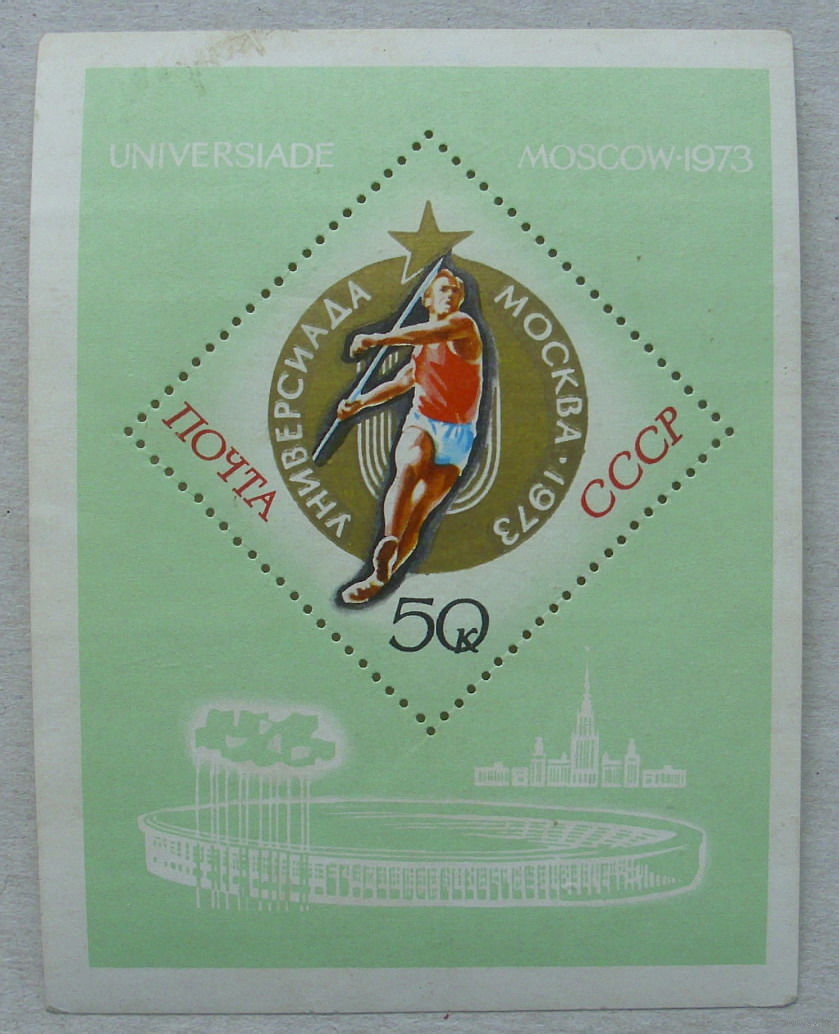 UNIVERSIADE MOSCOW·1973
УНИВЕРСИАДА МОСКВА·1973
ПОЧТА СССР
50к